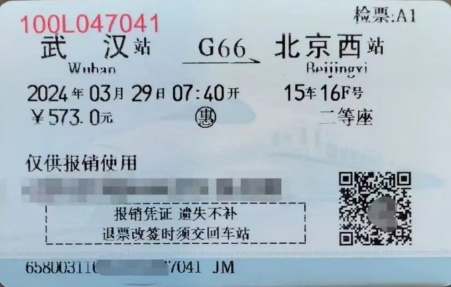 100L047041 检票:A1
武汉站 G66 北京西站
Wuhan Beijingxi
2024年03月29日07:40开 15车16F号
￥573.0元 惠 二等座
仅供报销使用
报销凭证 遗失不补
退票改签时须交回车站
65800311 7041 JM